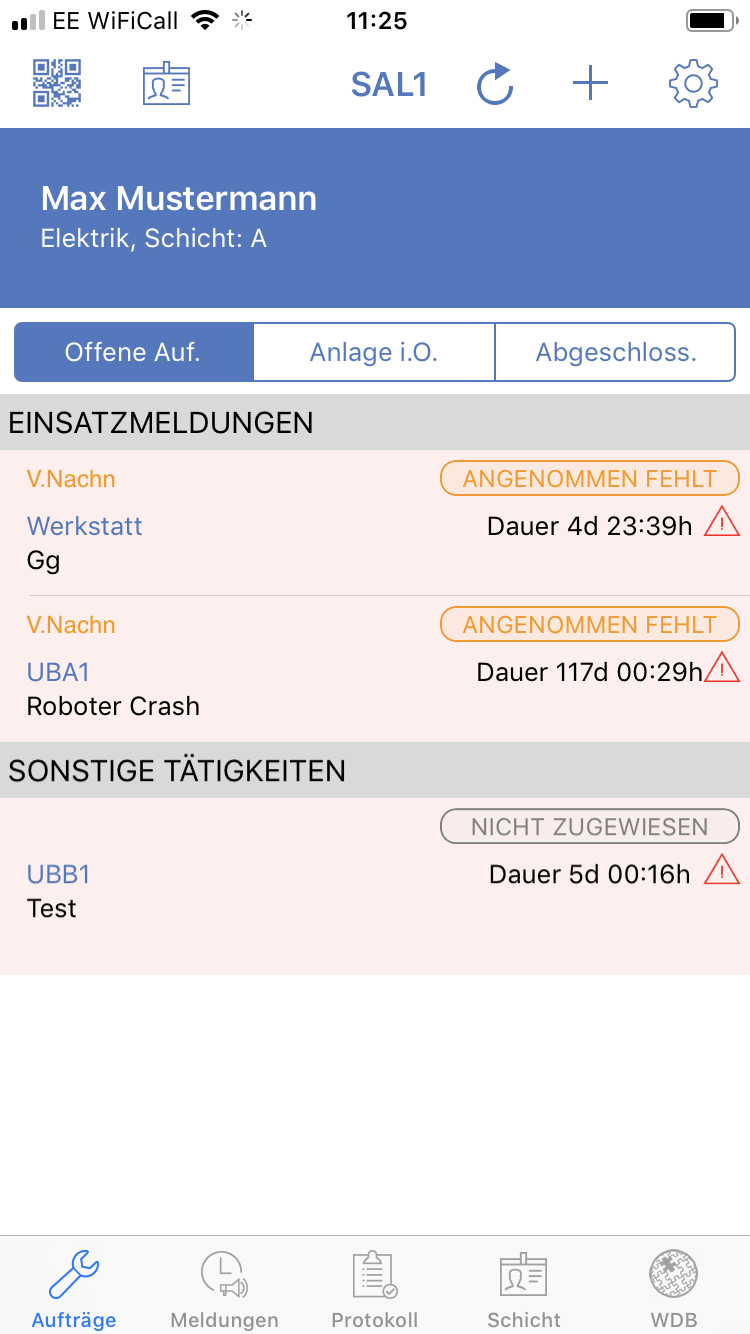 EE WiFiCall 11:25
SAL1
Max Mustermann
Elektrik, Schicht: A
Offene Auf. Anlage i.O. Abgeschloss.
EINSATZMELDUNGEN
V.Nachn ANGENOMMEN FEHLT
Werkstatt Dauer 4d 23:39h
Gg
V.Nachn ANGENOMMEN FEHLT
UBA1 Dauer 117d 00:29h
Roboter Crash
SONSTIGE TÄTIGKEITEN
NICHT ZUGEWIESEN
UBB1 Dauer 5d 00:16h
Test
Aufträge Meldungen Protokoll Schicht WDB